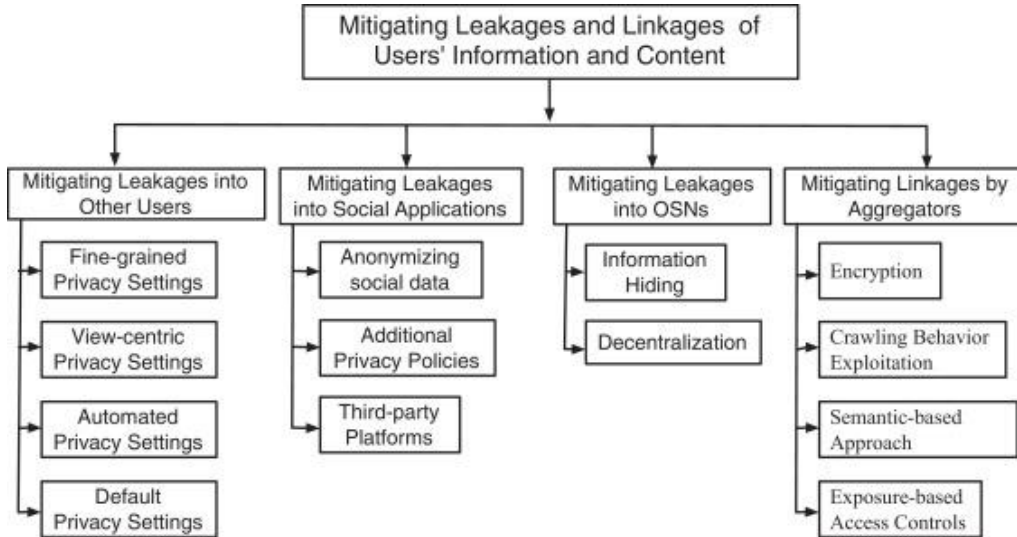 Mitigating Leakages and Linkages of
Users' Information and Content
Mitigating Leakages into
Other Users
Fine-grained
Privacy Settings
View-centric
Privacy Settings
Automated
Privacy Settings
Default
Privacy Settings
Mitigating Leakages
into Social Applications
Anonymizing
social data
Additional
Privacy Policies
Third-party
Platforms
Mitigating Leakages
into OSNs
Information
Hiding
Decentralization
Mitigating Linkages by
Aggregators
Encryption
Crawling Behavior
Exploitation
Semantic-based
Approach
Exposure-based
Access Controls